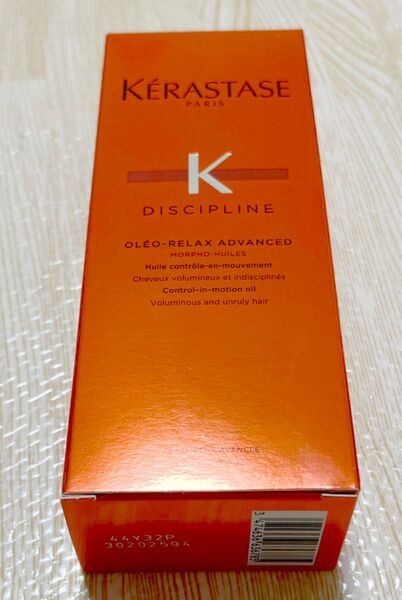 KÉRASTASE
PARIS
K
DISCIPLINE
OLÉO-RELAX ADVANCED
MORPHO-HUILES
Huile contrôle-en-mouvement
Cheveux volumineux et indisciplinés
Control-in-motion oil
Voluminous and unruly hair
AVANCÉE
44Y32P
30202594